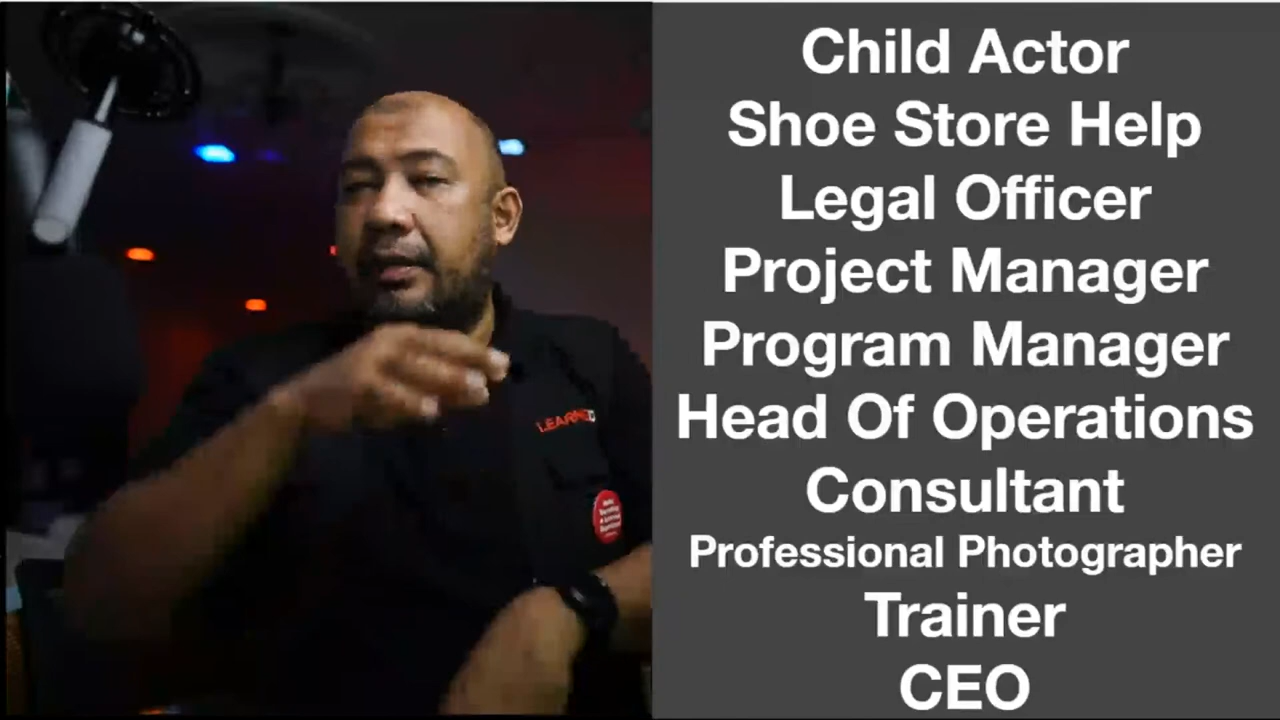 Child Actor
Shoe Store Help
Legal Officer
Project Manager
Program Manager
Head Of Operations
Consultant
Professional Photographer
Trainer
CEO